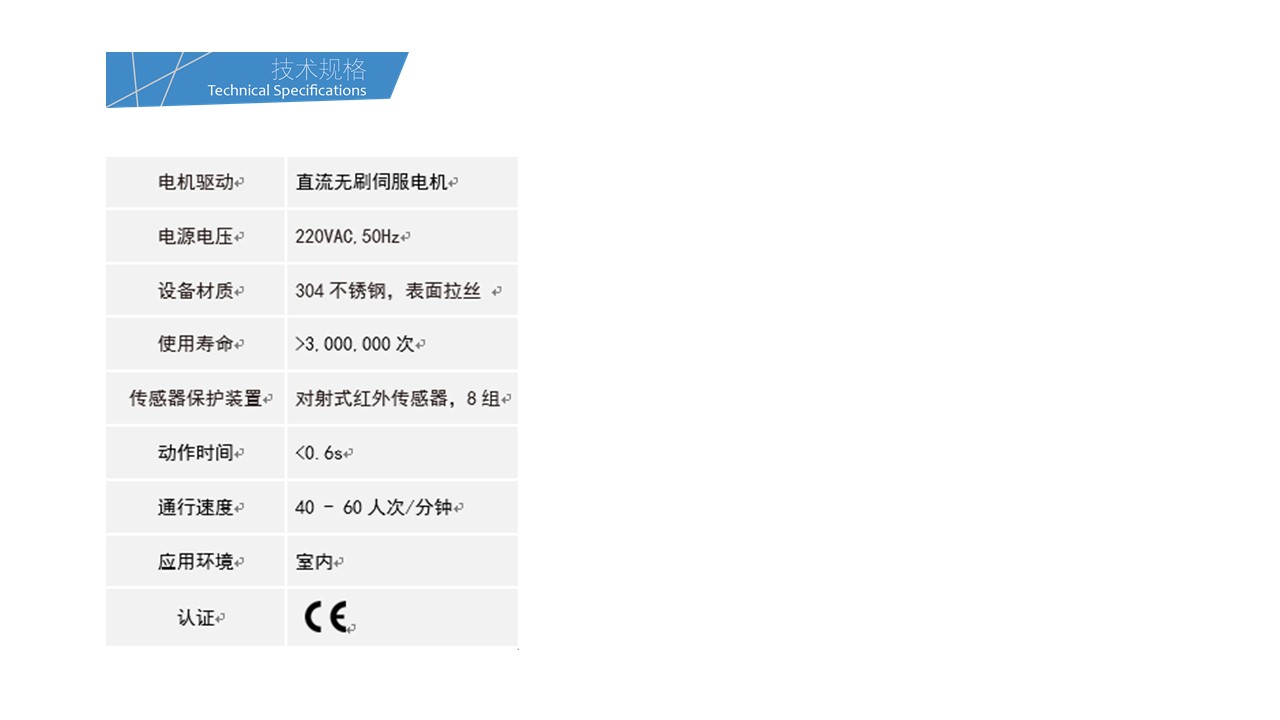 技术规格
Technical Specifications
电机驱动 直流无刷伺服电机
电源电压 220VAC,50Hz
设备材质 304 不锈钢，表面拉丝
使用寿命 >3,000,000 次
传感器保护装置 对射式红外传感器，8 组
动作时间 <0.6s
通行速度 40 - 60 人次/分钟
应用环境 室内
认证 CE